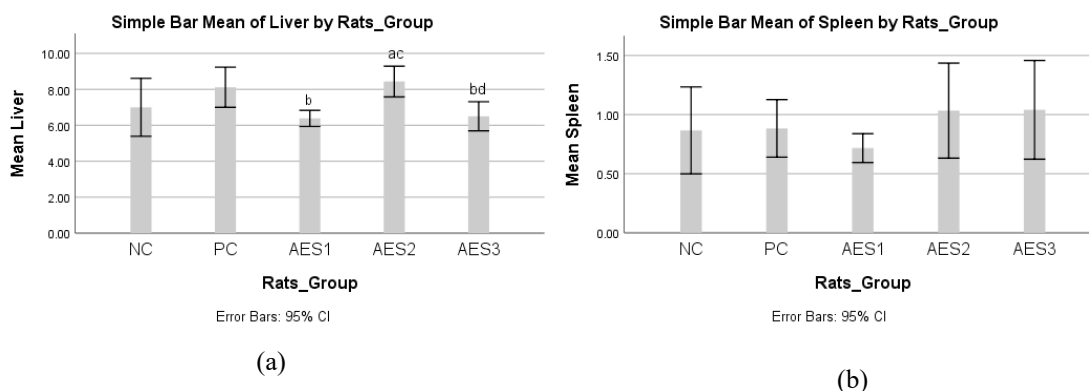 Simple Bar Mean of Liver by Rats_Group
Mean Liver
10.00
8.00
6.00
4.00
2.00
0.00
b
ac
bd
NC PC AES1 AES2 AES3
Rats_Group
Error Bars: 95% CI
(a)
Simple Bar Mean of Spleen by Rats_Group
Mean Spleen
1.50
1.00
0.50
0.00
NC PC AES1 AES2 AES3
Rats_Group
Error Bars: 95% CI
(b)